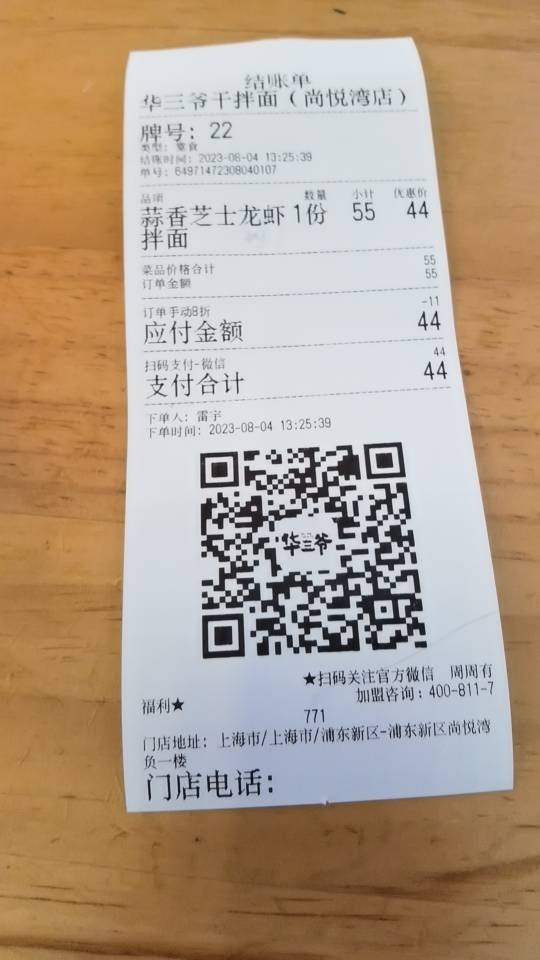 结账单
华三爷干拌面（尚悦湾店）
牌号：22
类型：堂食
结账时间：2023-08-04 13:25:39
单号：64971472308040107
品项 数量 小计 优惠价
蒜香芝士龙虾 1份 55 44
拌面
菜品价格合计 55
订单金额 55
订单手动8折 -11
应付金额 44
扫码支付-微信 44
支付合计 44
下单人：雷宇
下单时间：2023-08-04 13:25:39
华三爷
★扫码关注官方微信 周周有
福利★ 加盟咨询：400-811-7
771
门店地址：上海市/上海市/浦东新区-浦东新区尚悦湾
负一楼
门店电话：